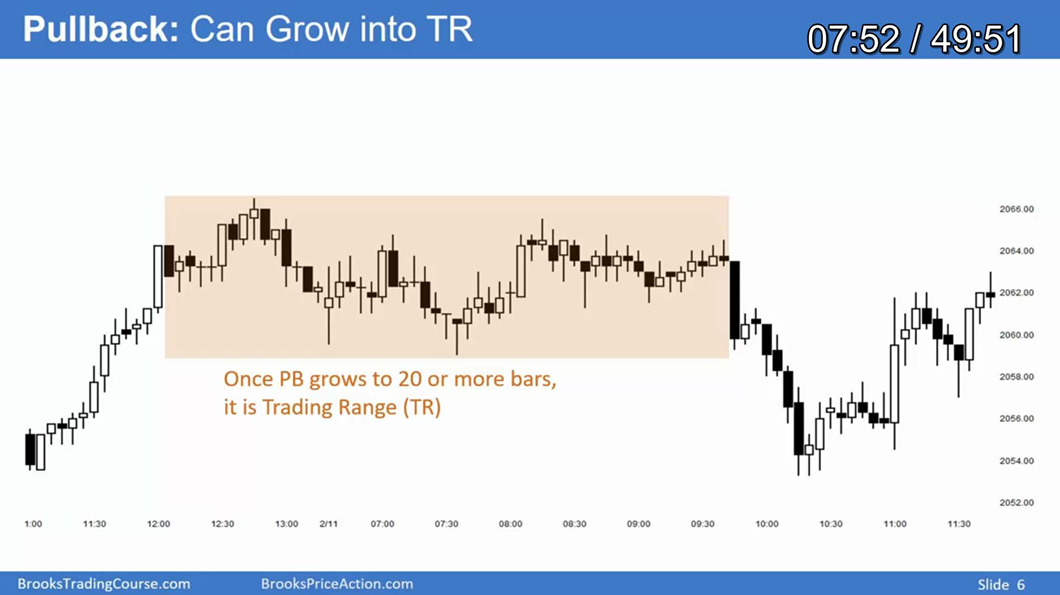 Pullback: Can Grow into TR
07:52 / 49:51
2066.00
2064.00
2062.00
2060.00
2058.00
2056.00
2054.00
2052.00
Once PB grows to 20 or more bars,
it is Trading Range (TR)
1:00 11:30 12:00 12:30 13:00 2/11 07:00 07:30 08:00 08:30 09:00 09:30 10:00 10:30 11:00 11:30
BrooksTradingCourse.com BrooksPriceAction.com Slide 6